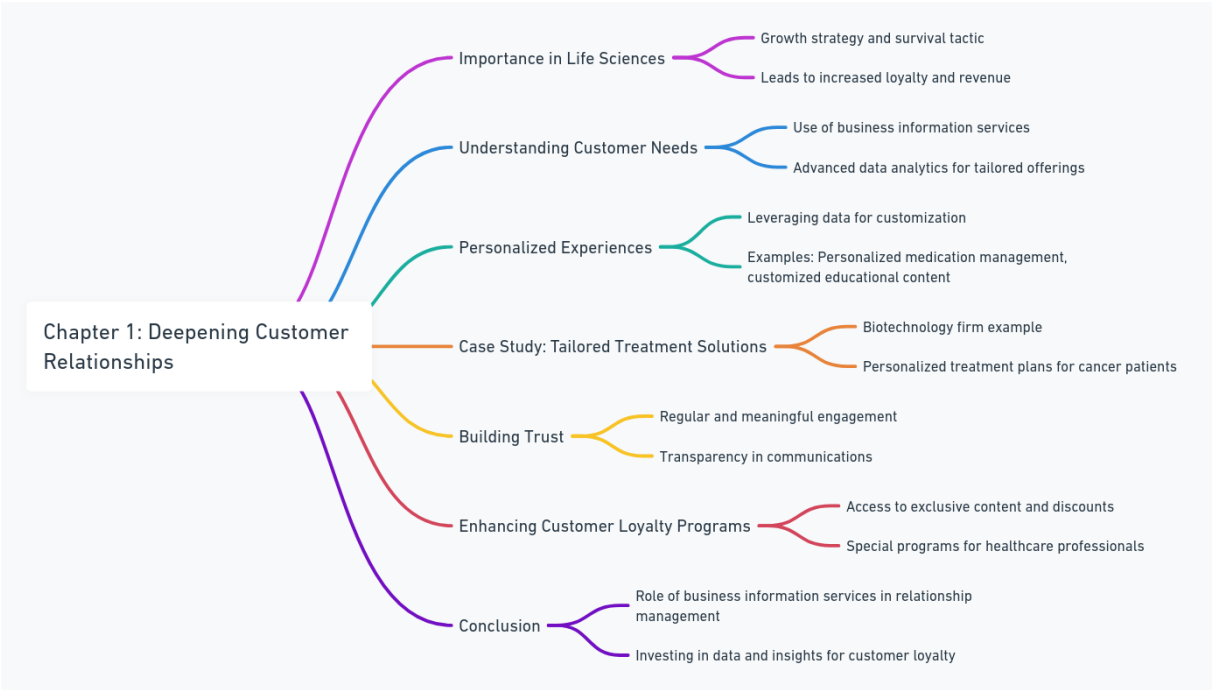 Chapter 1: Deepening Customer
Relationships
Importance in Life Sciences
Growth strategy and survival tactic
Leads to increased loyalty and revenue
Understanding Customer Needs
Use of business information services
Advanced data analytics for tailored offerings
Personalized Experiences
Leveraging data for customization
Examples: Personalized medication management,
customized educational content
Case Study: Tailored Treatment Solutions
Biotechnology firm example
Personalized treatment plans for cancer patients
Building Trust
Regular and meaningful engagement
Transparency in communications
Enhancing Customer Loyalty Programs
Access to exclusive content and discounts
Special programs for healthcare professionals
Conclusion
Role of business information services in relationship
management
Investing in data and insights for customer loyalty